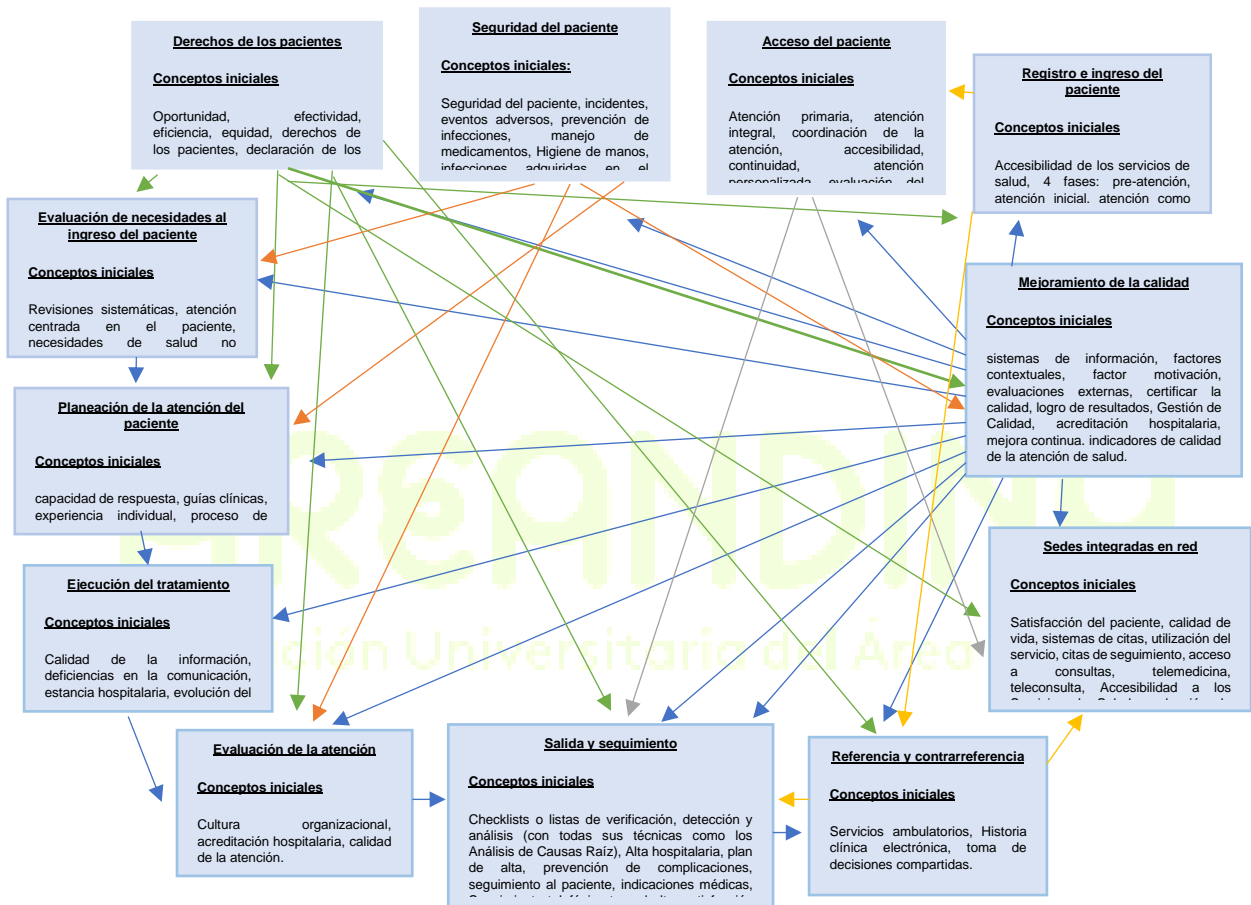 Derechos de los pacientes
Conceptos iniciales
Oportunidad, efectividad,
eficiencia, equidad, derechos de
los pacientes, declaración de los
Seguridad del paciente
Conceptos iniciales:
Seguridad del paciente, incidentes,
eventos adversos, prevención de
infecciones, manejo de
medicamentos, Higiene de manos,
infecciones adquiridas en el
Acceso del paciente
Conceptos iniciales
Atención primaria, atención
integral, coordinación de la
atención, accesibilidad,
continuidad, atención
personalizada, evaluación del
Registro e ingreso del
paciente
Conceptos iniciales
Accesibilidad de los servicios de
salud, 4 fases: pre-atención,
atención inicial. atención como
Evaluación de necesidades al
ingreso del paciente
Conceptos iniciales
Revisiones sistemáticas, atención
centrada en el paciente,
necesidades de salud no
Mejoramiento de la calidad
Conceptos iniciales
sistemas de información, factores
contextuales, factor motivación,
evaluaciones externas, certificar la
calidad, logro de resultados, Gestión de
Calidad, acreditación hospitalaria,
mejora continua. indicadores de calidad
de la atención de salud.
Planeación de la atención del
paciente
Conceptos iniciales
capacidad de respuesta, guías clínicas,
experiencia individual, proceso de
AREANDINA
Universitaria del Área
Sedes integradas en red
Conceptos iniciales
Satisfacción del paciente, calidad de
vida, sistemas de citas, utilización del
servicio, citas de seguimiento, acceso
a consultas, telemedicina,
teleconsulta, Accesibilidad a los
Ejecución del tratamiento
Conceptos iniciales
Calidad de la información,
deficiencias en la comunicación,
estancia hospitalaria, evolución del
Evaluación de la atención
Conceptos iniciales
Cultura organizacional,
acreditación hospitalaria, calidad
de la atención.
Salida y seguimiento
Conceptos iniciales
Checklists o listas de verificación, detección y
análisis (con todas sus técnicas como los
Análisis de Causas Raíz), Alta hospitalaria, plan
de alta, prevención de complicaciones,
seguimiento al paciente, indicaciones médicas,
Referencia y contrarreferencia
Conceptos iniciales
Servicios ambulatorios, Historia
clínica electrónica, toma de
decisiones compartidas.